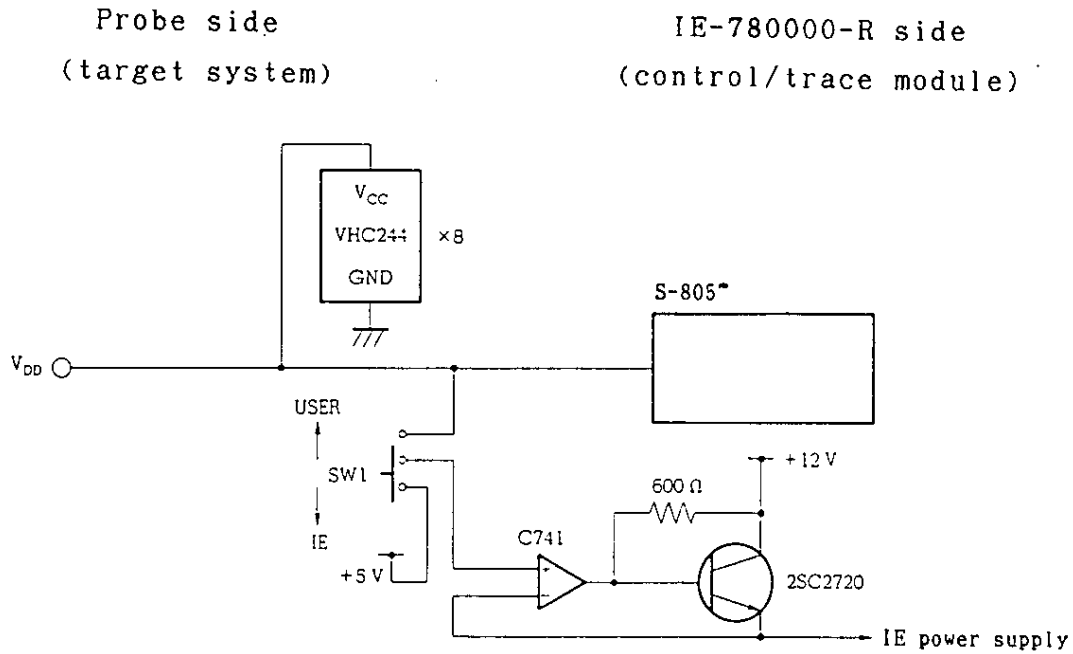 Probe side
(target system)
IE-780000-R side
(control/trace module)
VCC
VHC244
GND
×8
S-805
VDD
USER
SW1
IE
+5 V
C741
+
−
600 Ω
+12 V
2SC2720
IE power supply